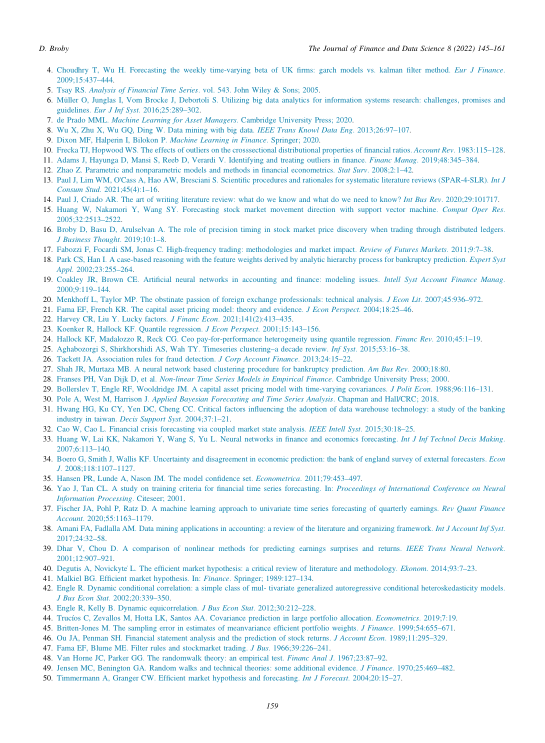 D. Broby
The Journal of Finance and Data Science 8 (2022) 145–161
4. Choudhry T, Wu H. Forecasting the weekly time-varying beta of UK firms: garch models vs. kalman filter method. Eur J Finance.
2009;15:437–444.
5. Tsay RS. Analysis of Financial Time Series. vol. 543. John Wiley & Sons; 2005.
6. Müller O, Junglas I, Vom Brocke J, Debortoli S. Utilizing big data analytics for information systems research: challenges, promises and
guidelines. Eur J Inf Syst. 2016;25:289–302.
7. de Prado MML. Machine Learning for Asset Managers. Cambridge University Press; 2020.
8. Wu X, Zhu X, Wu GQ, Ding W. Data mining with big data. IEEE Trans Knowl Data Eng. 2013;26:97–107.
9. Dixon MF, Halperin I, Bilokon P. Machine Learning in Finance. Springer; 2020.
10. Frecka TJ, Hopwood WS. The effects of outliers on the crosssectional distributional properties of financial ratios. Account Rev. 1983:115–128.
11. Adams J, Hayunga D, Mansi S, Reeb D, Verardi V. Identifying and treating outliers in finance. Financ Manag. 2019;48:345–384.
12. Zhao Z. Parametric and nonparametric models and methods in financial econometrics. Stat Surv. 2008;2:1–42.
13. Paul J, Lim WM, O'Cass A, Hao AW, Bresciani S. Scientific procedures and rationales for systematic literature reviews (SPAR-4-SLR). Int J
Consum Stud. 2021;45(4):1–16.
14. Paul J, Criado AR. The art of writing literature review: what do we know and what do we need to know? Int Bus Rev. 2020;29:101717.
15. Huang W, Nakamori Y, Wang SY. Forecasting stock market movement direction with support vector machine. Comput Oper Res.
2005;32:2513–2522.
16. Broby D, Basu D, Arulselvan A. The role of precision timing in stock market price discovery when trading through distributed ledgers.
J Business Thought. 2019;10:1–8.
17. Fabozzi F, Focardi SM, Jonas C. High-frequency trading: methodologies and market impact. Review of Futures Markets. 2011;9:7–38.
18. Park CS, Han I. A case-based reasoning with the feature weights derived by analytic hierarchy process for bankruptcy prediction. Expert Syst
Appl. 2002;23:255–264.
19. Coakley JR, Brown CE. Artificial neural networks in accounting and finance: modeling issues. Intell Syst Account Finance Manag.
2000;9:119–144.
20. Menkhoff L, Taylor MP. The obstinate passion of foreign exchange professionals: technical analysis. J Econ Lit. 2007;45:936–972.
21. Fama EF, French KR. The capital asset pricing model: theory and evidence. J Econ Perspect. 2004;18:25–46.
22. Harvey CR, Liu Y. Lucky factors. J Financ Econ. 2021;141(2):413–435.
23. Koenker R, Hallock KF. Quantile regression. J Econ Perspect. 2001;15:143–156.
24. Hallock KF, Madalozzo R, Reck CG. Ceo pay-for-performance heterogeneity using quantile regression. Financ Rev. 2010;45:1–19.
25. Aghabozorgi S, Shirkhorshidi AS, Wah TY. Timeseries clustering–a decade review. Inf Syst. 2015;53:16–38.
26. Tackett JA. Association rules for fraud detection. J Corp Account Finance. 2013;24:15–22.
27. Shah JR, Murtaza MB. A neural network based clustering procedure for bankruptcy prediction. Am Bus Rev. 2000;18:80.
28. Franses PH, Van Dijk D, et al. Non-linear Time Series Models in Empirical Finance. Cambridge University Press; 2000.
29. Bollerslev T, Engle RF, Wooldridge JM. A capital asset pricing model with time-varying covariances. J Polit Econ. 1988;96:116–131.
30. Pole A, West M, Harrison J. Applied Bayesian Forecasting and Time Series Analysis. Chapman and Hall/CRC; 2018.
31. Hwang HG, Ku CY, Yen DC, Cheng CC. Critical factors influencing the adoption of data warehouse technology: a study of the banking
industry in taiwan. Decis Support Syst. 2004;37:1–21.
32. Cao W, Cao L. Financial crisis forecasting via coupled market state analysis. IEEE Intell Syst. 2015;30:18–25.
33. Huang W, Lai KK, Nakamori Y, Wang S, Yu L. Neural networks in finance and economics forecasting. Int J Inf Technol Decis Making.
2007;6:113–140.
34. Boero G, Smith J, Wallis KF. Uncertainty and disagreement in economic prediction: the bank of england survey of external forecasters. Econ
J. 2008;118:1107–1127.
35. Hansen PR, Lunde A, Nason JM. The model confidence set. Econometrica. 2011;79:453–497.
36. Yao J, Tan CL. A study on training criteria for financial time series forecasting. In: Proceedings of International Conference on Neural
Information Processing. Citeseer; 2001.
37. Fischer JA, Pohl P, Ratz D. A machine learning approach to univariate time series forecasting of quarterly earnings. Rev Quant Finance
Account. 2020;55:1163–1179.
38. Amani FA, Fadlalla AM. Data mining applications in accounting: a review of the literature and organizing framework. Int J Account Inf Syst.
2017;24:32–58.
39. Dhar V, Chou D. A comparison of nonlinear methods for predicting earnings surprises and returns. IEEE Trans Neural Network.
2001;12:907–921.
40. Degutis A, Novickytė L. The efficient market hypothesis: a critical review of literature and methodology. Ekonom. 2014;93:7–23.
41. Malkiel BG. Efficient market hypothesis. In: Finance. Springer; 1989:127–134.
42. Engle R. Dynamic conditional correlation: a simple class of mul- tivariate generalized autoregressive conditional heteroskedasticity models.
J Bus Econ Stat. 2002;20:339–350.
43. Engle R, Kelly B. Dynamic equicorrelation. J Bus Econ Stat. 2012;30:212–228.
44. Trucíos C, Zevallos M, Hotta LK, Santos AA. Covariance prediction in large portfolio allocation. Econometrics. 2019;7:19.
45. Britten-Jones M. The sampling error in estimates of meanvariance efficient portfolio weights. J Finance. 1999;54:655–671.
46. Ou JA, Penman SH. Financial statement analysis and the prediction of stock returns. J Account Econ. 1989;11:295–329.
47. Fama EF, Blume ME. Filter rules and stockmarket trading. J Bus. 1966;39:226–241.
48. Van Horne JC, Parker GG. The randomwalk theory: an empirical test. Financ Anal J. 1967;23:87–92.
49. Jensen MC, Benington GA. Random walks and technical theories: some additional evidence. J Finance. 1970;25:469–482.
50. Timmermann A, Granger CW. Efficient market hypothesis and forecasting. Int J Forecast. 2004;20:15–27.
159